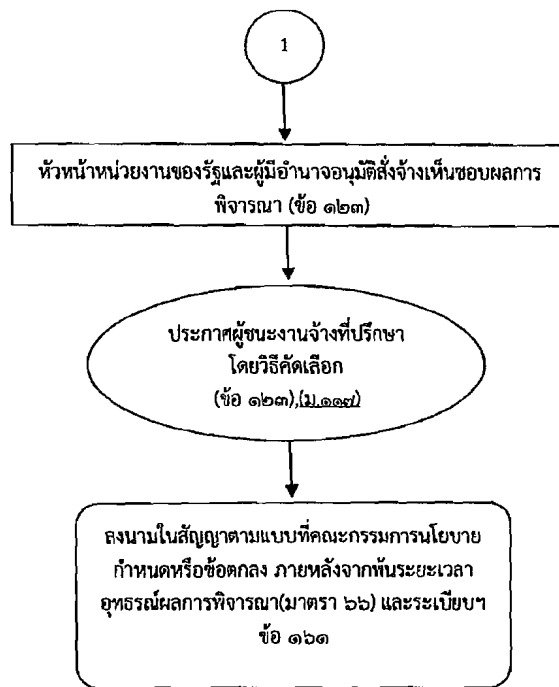 1
หัวหน้าหน่วยงานของรัฐและผู้มีอำนาจอนุมัติสั่งจ้างเห็นชอบผลการ
พิจารณา (ข้อ ๑๒๓)
ประกาศผู้ชนะงานจ้างที่ปรึกษา
โดยวิธีคัดเลือก
(ข้อ ๑๒๓),(ม.๑๑๗)
ลงนามในสัญญาตามแบบที่คณะกรรมการนโยบาย
กำหนดหรือข้อตกลง ภายหลังจากพ้นระยะเวลา
อุทธรณ์ผลการพิจารณา(มาตรา ๖๖) และระเบียบฯ
ข้อ ๑๖๑